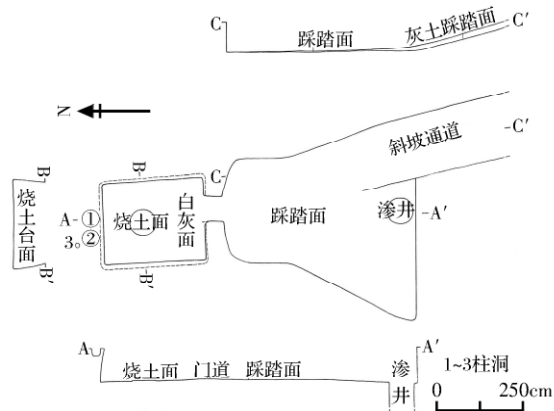 C
踩踏面
灰土踩踏面
C′
N
斜坡通道
C′
B
B
C
烧土台面
A
①
烧土面
白灰面
踩踏面
渗井
A′
3
②
B′
B′
A
烧土面
门道
踩踏面
渗井
A′
1~3柱洞
0
250cm